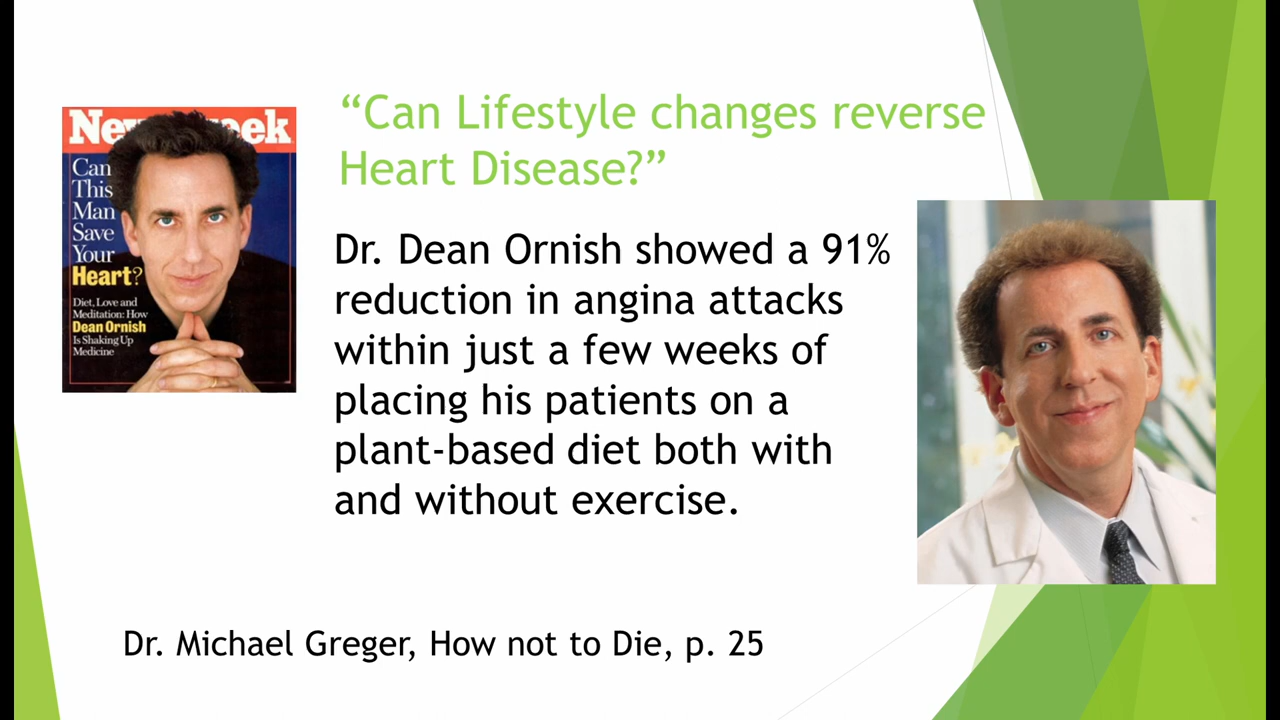 “Can Lifestyle changes reverse
Heart Disease?”
Ne week
Can
This
Man
Save
Your
Heart?
Diet, Love and
Meditation: How
Dean Ornish
Is Shaking Up
Medicine
Dr. Dean Ornish showed a 91%
reduction in angina attacks
within just a few weeks of
placing his patients on a
plant-based diet both with
and without exercise.
Dr. Michael Greger, How not to Die, p. 25